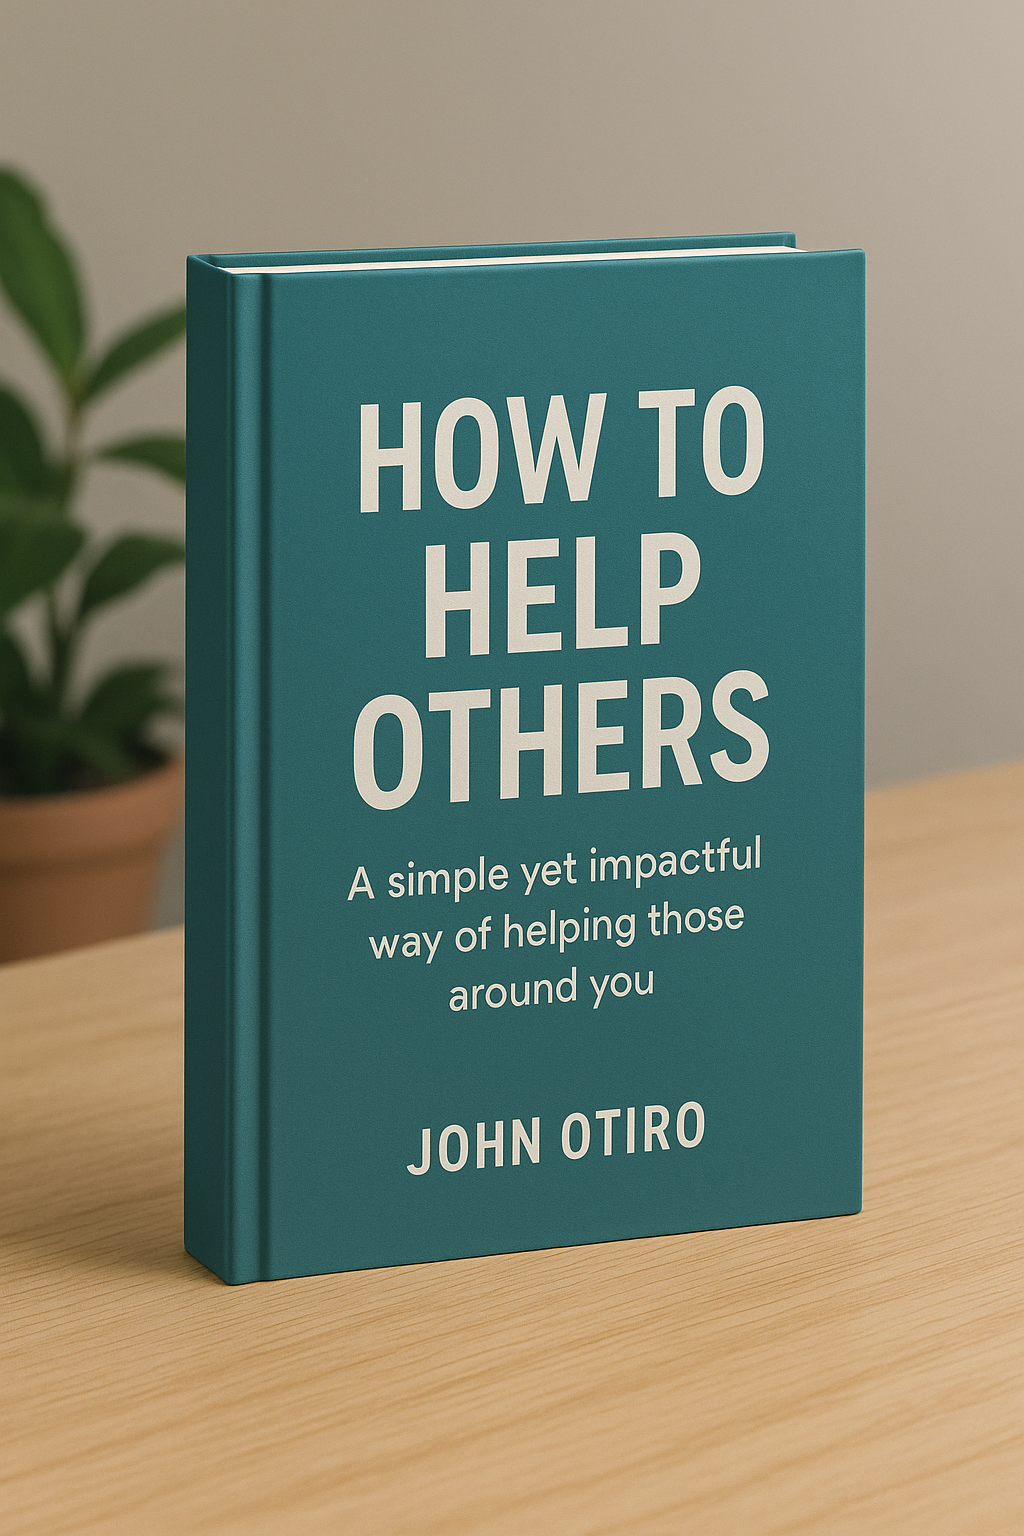 HOW TO
HELP
OTHERS
A simple yet impactful
way of helping those
around you
JOHN OTIRO